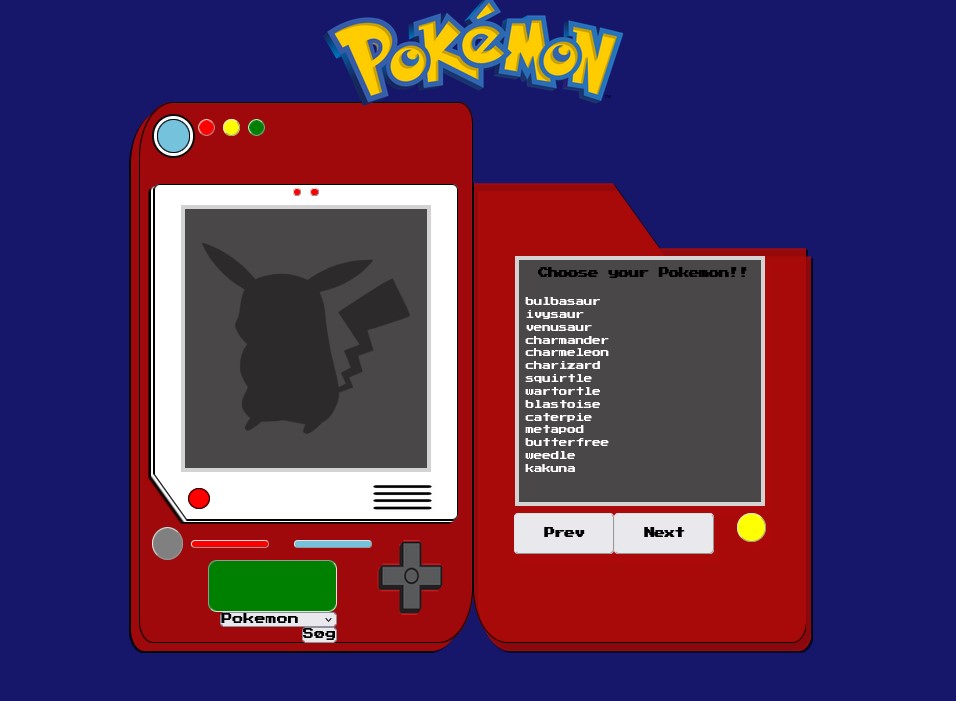 POKéMON
Choose your Pokemon!!
bulbasaur
ivysaur
venusaur
charmander
charmeleon
charizard
squirtle
wartortle
blastoise
caterpie
metapod
butterfree
weedle
kakuna
Prev Next
Pokemon
Søg